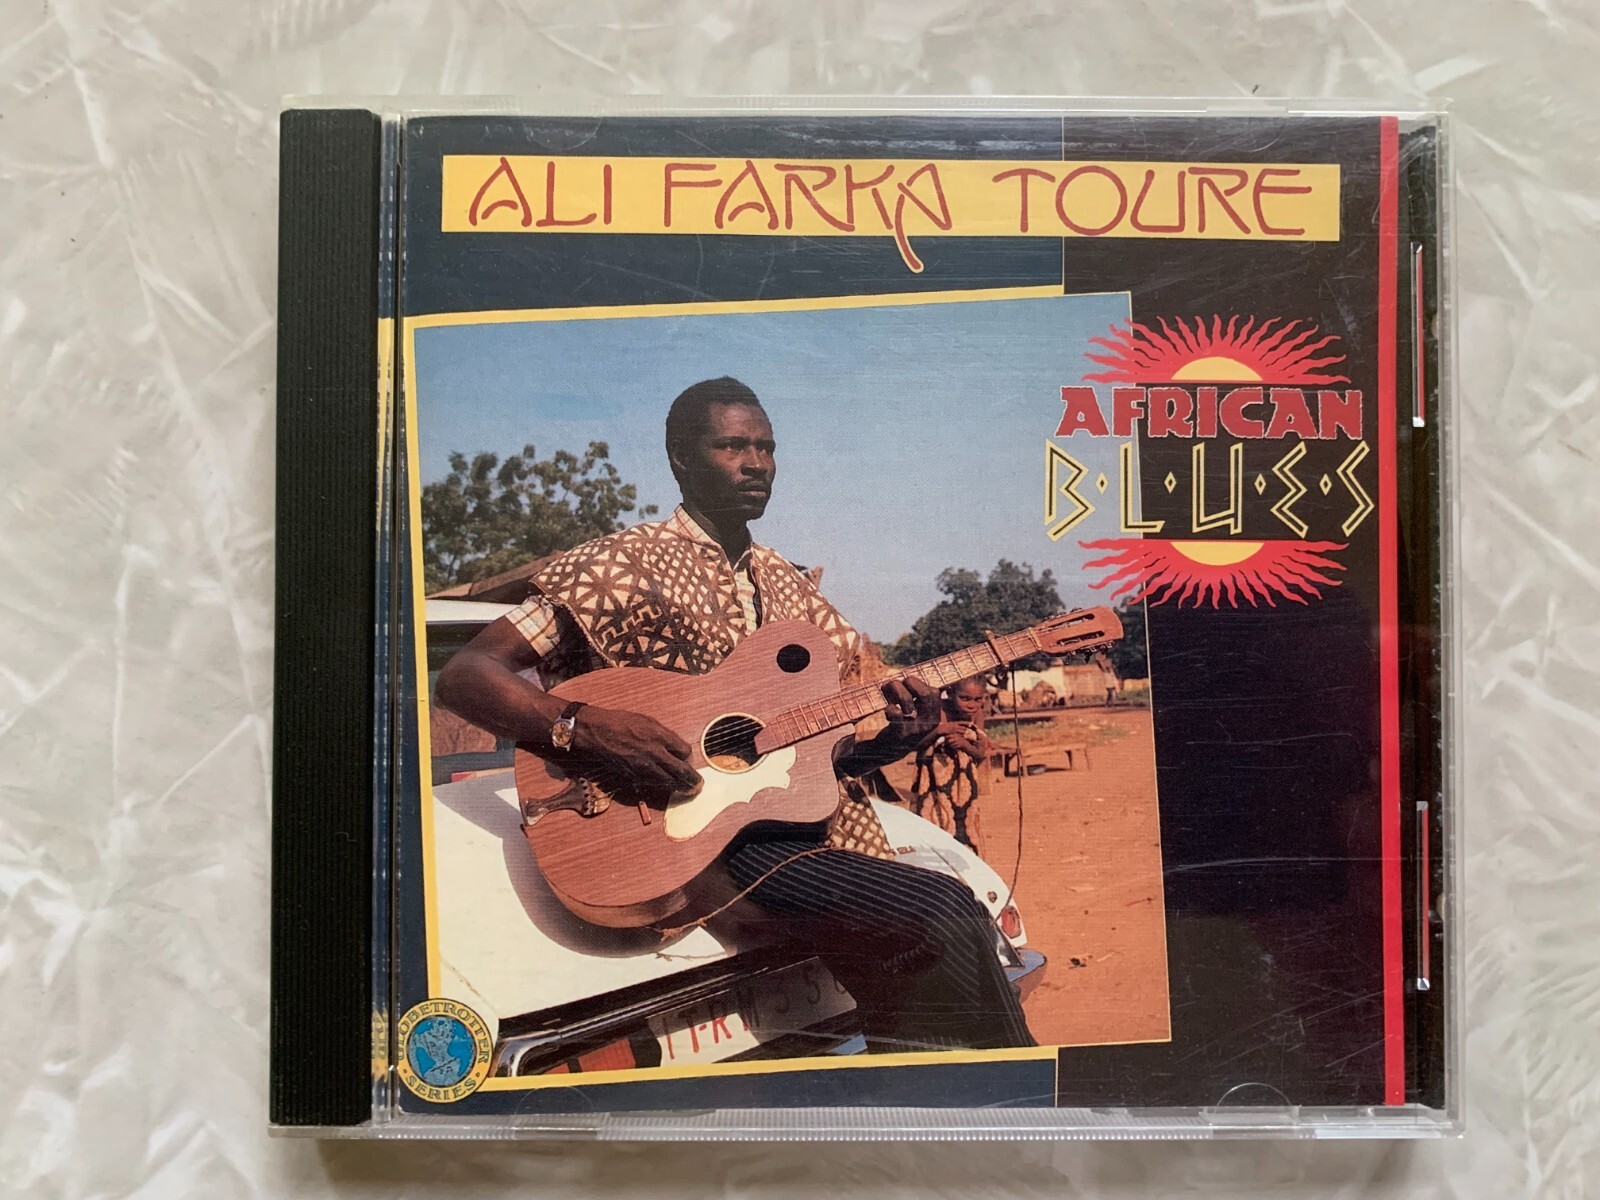 ALI FARKA TOURE
AFRICAN
B·L·U·E·S
GLOBETROTTER
·SERIES·